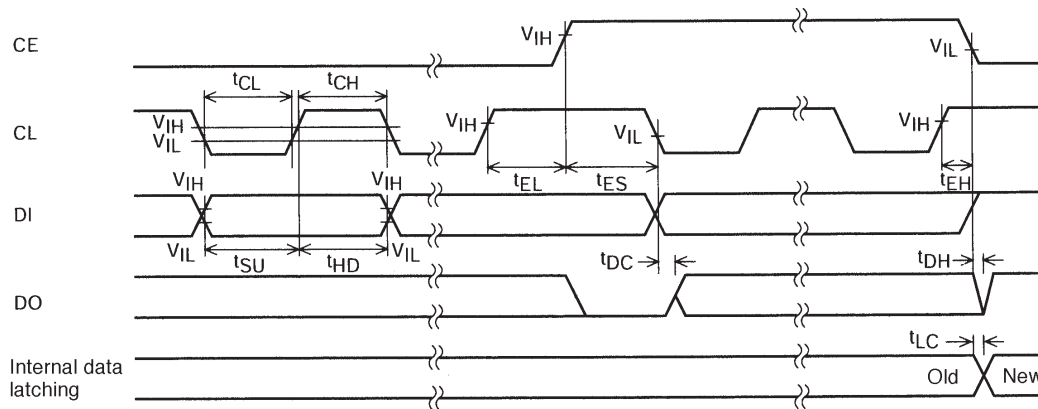 CE
VIH
VIL
tCL
tCH
CL
VIH
VIL
VIH
VIL
VIH
tEL
tES
tEH
VIH
VIH
DI
VIL
tSU
tHD
VIL
tDC
tDH
DO
tLC
Internal data
latching
Old
New